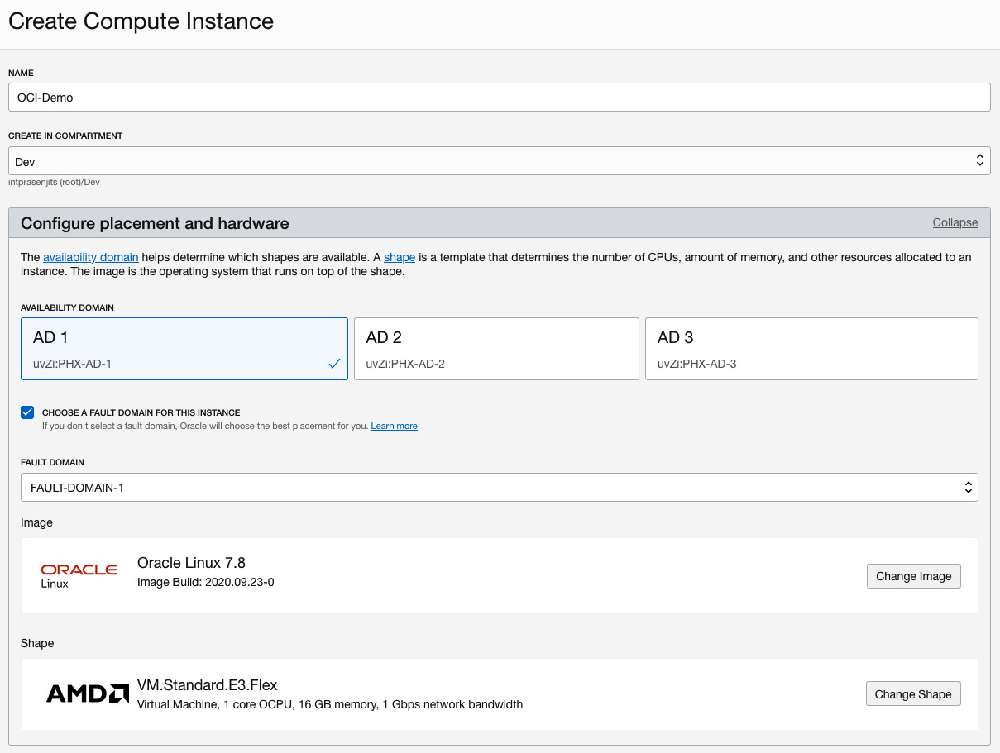 Create Compute Instance
NAME
OCI-Demo
CREATE IN COMPARTMENT
Dev
intprasenjits (root)/Dev
Configure placement and hardware
Collapse
The availability domain helps determine which shapes are available. A shape is a template that determines the number of CPUs, amount of memory, and other resources allocated to an
instance. The image is the operating system that runs on top of the shape.
AVAILABILITY DOMAIN
AD 1
uvZi:PHX-AD-1
AD 2
uvZi:PHX-AD-2
AD 3
uvZi:PHX-AD-3
CHOOSE A FAULT DOMAIN FOR THIS INSTANCE
If you don't select a fault domain, Oracle will choose the best placement for you. Learn more
FAULT DOMAIN
FAULT-DOMAIN-1
Image
ORACLE
Linux
Oracle Linux 7.8
Image Build: 2020.09.23-0
Change Image
Shape
AMD
VM.Standard.E3.Flex
Virtual Machine, 1 core OCPU, 16 GB memory, 1 Gbps network bandwidth
Change Shape